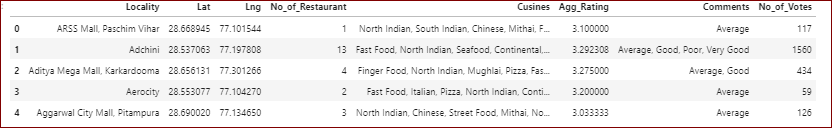 Locality Lat Lng No_of_Restaurant Cusines Agg_Rating Comments No_of_Votes
0 ARSS Mall, Paschim Vihar 28.668945 77.101544 1 North Indian, South Indian, Chinese, Mithai, F... 3.100000 Average 117
1 Adchini 28.537063 77.197808 13 Fast Food, North Indian, Seafood, Continental,... 3.292308 Average, Good, Poor, Very Good 1560
2 Aditya Mega Mall, Karkardooma 28.656131 77.301266 4 Finger Food, North Indian, Mughlai, Pizza, Fas... 3.275000 Average, Good 434
3 Aerocity 28.553077 77.104270 2 Fast Food, Italian, Pizza, North Indian, Conti... 3.200000 Average 59
4 Aggarwal City Mall, Pitampura 28.690020 77.134650 3 North Indian, Chinese, Street Food, Mithai, No... 3.033333 Average 126